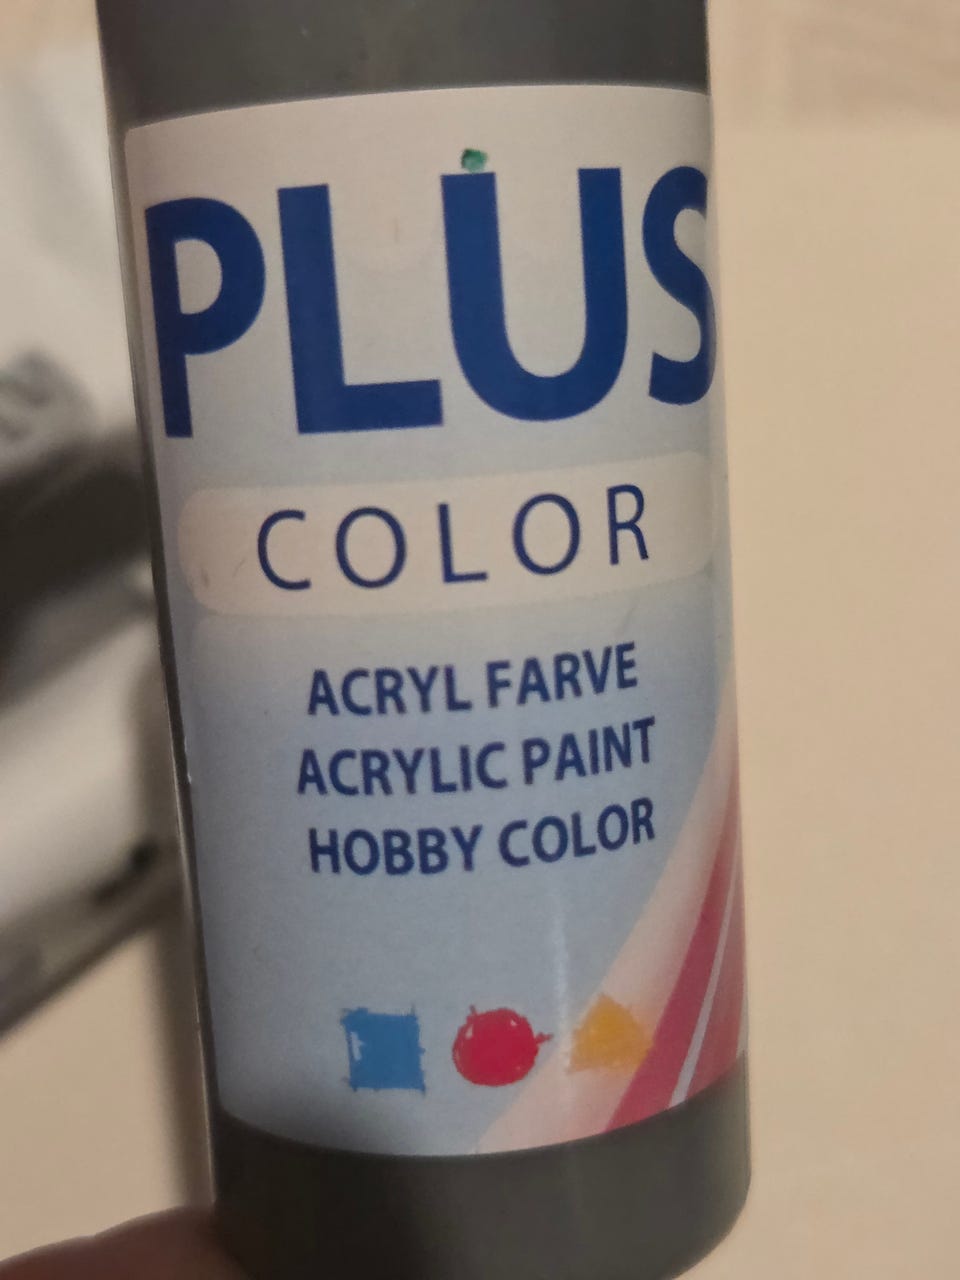 PLUS
COLOR
ACRYL FARVE
ACRYLIC PAINT
HOBBY COLOR